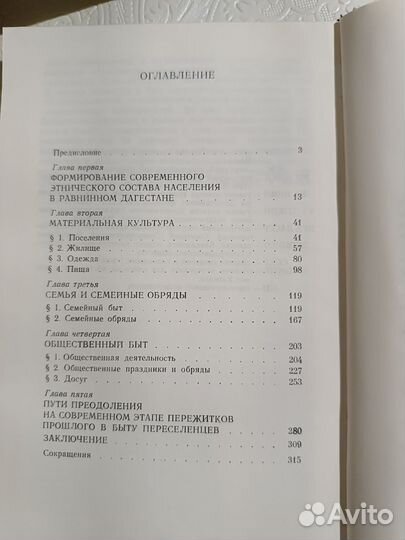 ОГЛАВЛЕНИЕ
Предисловие . . . . . . . . . . . 3
Глава первая
ФОРМИРОВАНИЕ СОВРЕМЕННОГО
ЭТНИЧЕСКОГО СОСТАВА НАСЕЛЕНИЯ
В РАВНИННОМ ДАГЕСТАНЕ . . . . . 13
Глава вторая
МАТЕРИАЛЬНАЯ КУЛЬТУРА . . . . . 41
§ 1. Поселения . . . . . . . . . . 41
§ 2. Жилище . . . . . . . . . . 57
§ 3. Одежда . . . . . . . . . . 80
§ 4. Пища . . . . . . . . . . 98
Глава третья
СЕМЬЯ И СЕМЕЙНЫЕ ОБРЯДЫ . . . . . 119
§ 1. Семейный быт . . . . . . . . 119
§ 2. Семейные обряды . . . . . . . 167
Глава четвертая
ОБЩЕСТВЕННЫЙ БЫТ . . . . . . . 203
§ 1. Общественная деятельность . . . . 204
§ 2. Общественные праздники и обряды . . . 227
§ 3. Досуг . . . . . . . . . . 253
Глава пятая
ПУТИ ПРЕОДОЛЕНИЯ
НА СОВРЕМЕННОМ ЭТАПЕ ПЕРЕЖИТКОВ
ПРОШЛОГО В БЫТУ ПЕРЕСЕЛЕНЦЕВ . . . 280
ЗАКЛЮЧЕНИЕ . . . . . . . . . 309
Сокращения . . . . . . . . . . 315
Avito